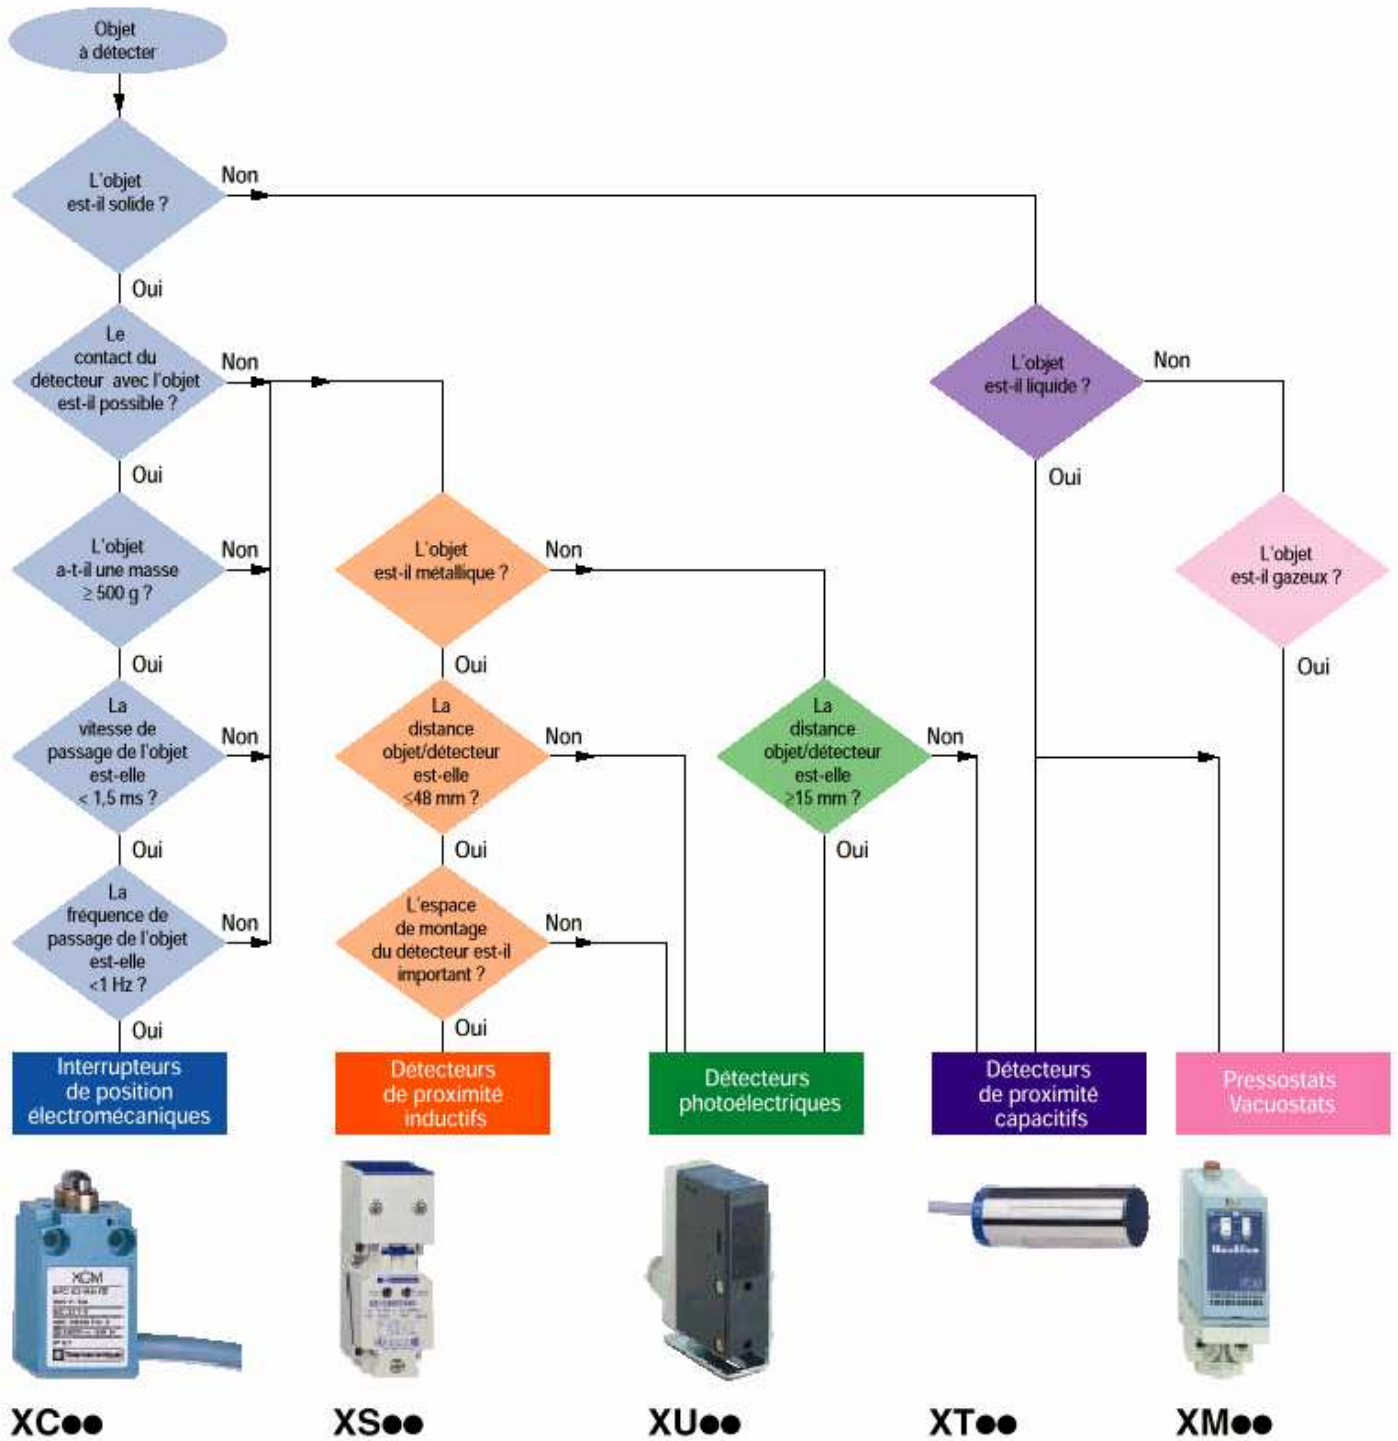 Objet
à détecter
L'objet
est-il solide ?
Non
Oui
Le
contact du
détecteur avec l'objet
est-il possible ?
Non
L'objet
est-il liquide ?
Non
Oui
Oui
L'objet
a-t-il une masse
≥ 500 g ?
Non
L'objet
est-il métallique ?
Non
L'objet
est-il gazeux ?
Oui
Oui
Oui
La
vitesse de
passage de l'objet
est-elle
< 1,5 ms ?
Non
La
distance
objet/détecteur
est-elle
≤48 mm ?
Non
La
distance
objet/détecteur
est-elle
≥15 mm ?
Non
Oui
Oui
Oui
La
fréquence de
passage de l'objet
est-elle
<1 Hz ?
Non
L'espace
de montage
du détecteur est-il
important ?
Non
Oui
Oui
Interrupteurs
de position
électromécaniques
Détecteurs
de proximité
inductifs
Détecteurs
photoélectriques
Détecteurs
de proximité
capacitifs
Pressostats
Vacuostats
XCM
XC●●
XS●●
XU●●
XT●●
XM●●